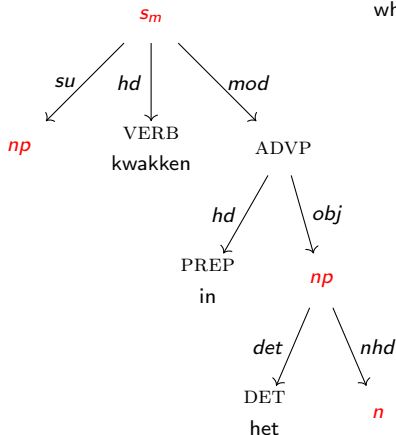 s_m
wh
su hd mod
np VERB ADVP
kwakken
hd obj
PREP np
in
det nhd
DET n
het